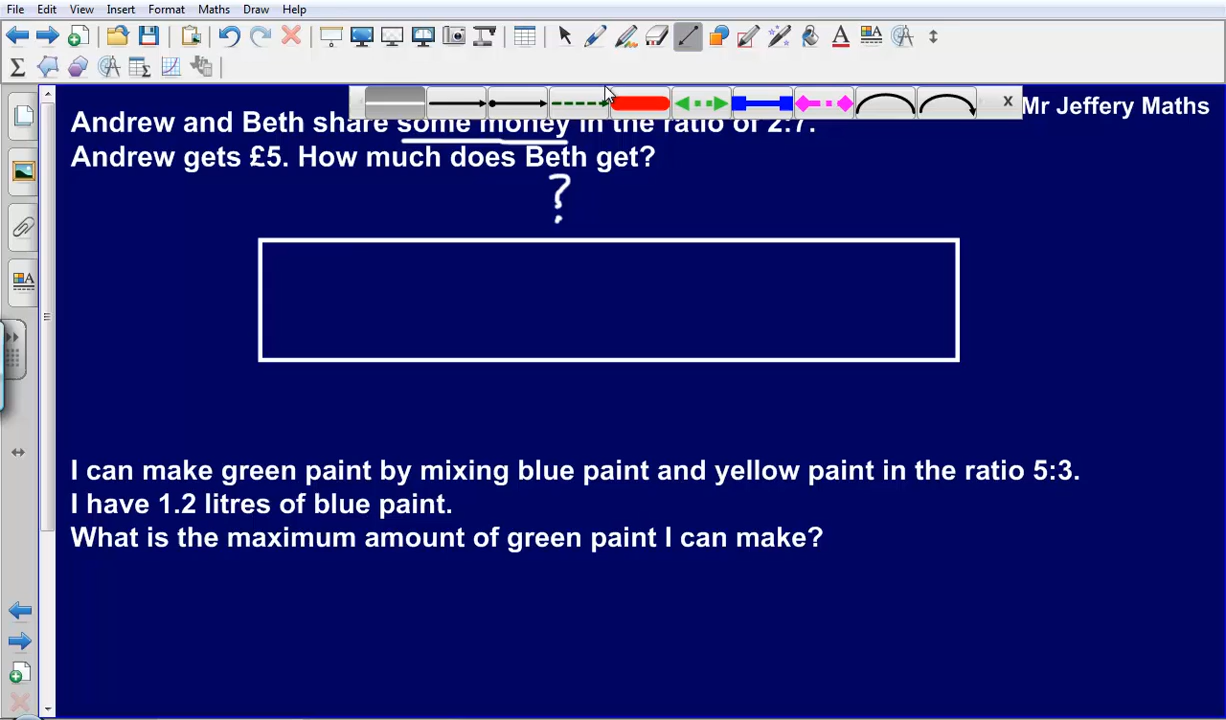 File Edit View Insert Format Maths Draw Help
Mr Jeffery Maths
Andrew and Beth share some money in the ratio of 2:7.
Andrew gets £5. How much does Beth get?
?
I can make green paint by mixing blue paint and yellow paint in the ratio 5:3.
I have 1.2 litres of blue paint.
What is the maximum amount of green paint I can make?